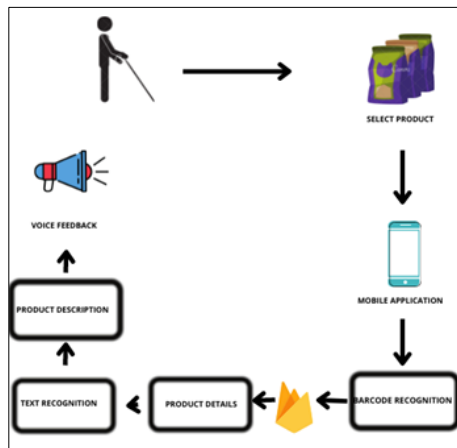 SELECT PRODUCT
VOICE FEEDBACK
MOBILE APPLICATION
PRODUCT DESCRIPTION
TEXT RECOGNITION
PRODUCT DETAILS
BARCODE RECOGNITION